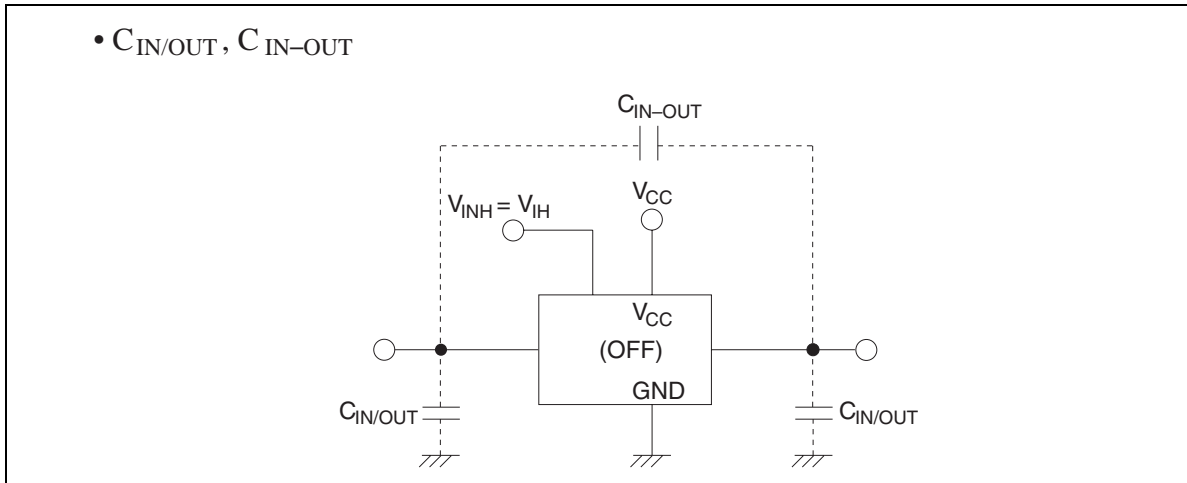 • C_IN/OUT, C_IN–OUT
C_IN–OUT
V_INH = V_IH
V_CC
V_CC
(OFF)
GND
C_IN/OUT
C_IN/OUT